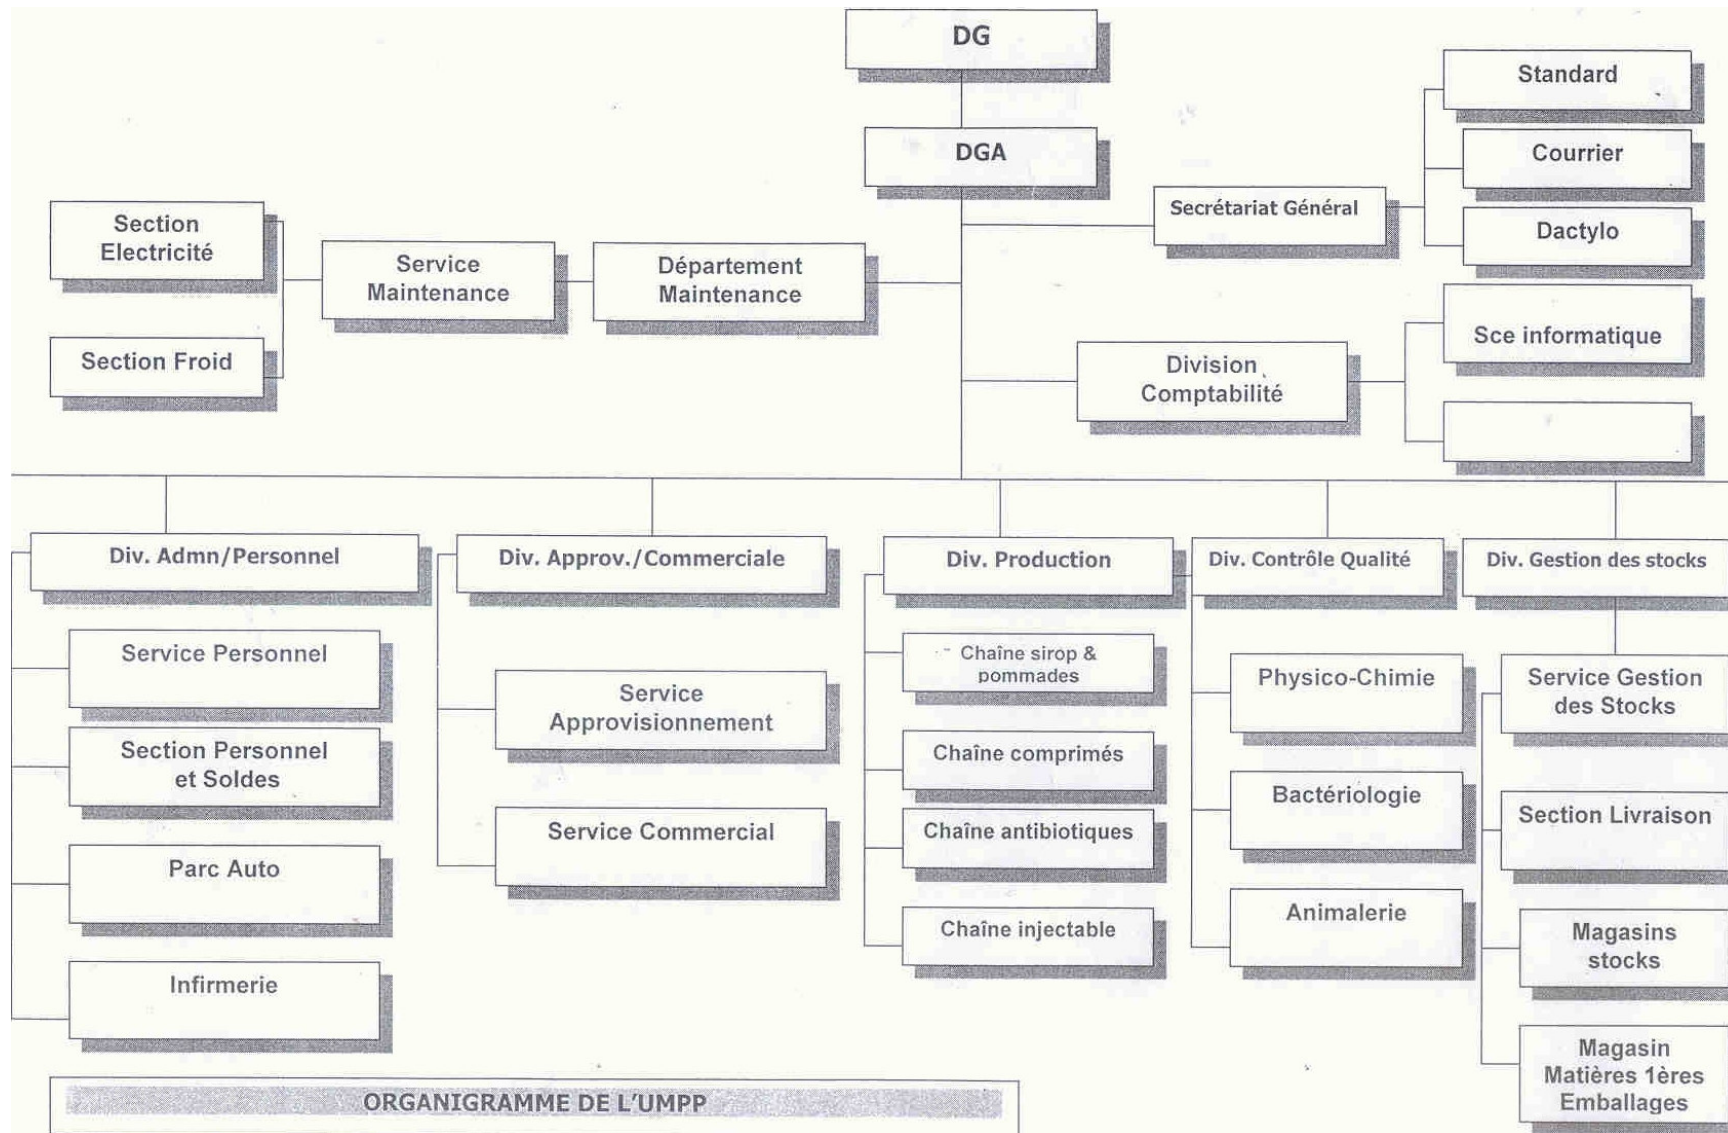 DG
DGA
Standard
Courrier
Dactylo
Secrétariat Général
Section
Electricité
Service
Maintenance
Département
Maintenance
Section Froid
Division
Comptabilité
Sce informatique
Div. Admn/Personnel
Div. Approv./Commerciale
Div. Production
Div. Contrôle Qualité
Div. Gestion des stocks
Service Personnel
Section Personnel
et Soldes
Parc Auto
Infirmerie
Service
Approvisionnement
Service Commercial
Chaîne sirop &
pommades
Chaîne comprimés
Chaîne antibiotiques
Chaîne injectable
Physico-Chimie
Bactériologie
Animalerie
Service Gestion
des Stocks
Section Livraison
Magasins
stocks
Magasin
Matières 1ères
Emballages
ORGANIGRAMME DE L'UMPP